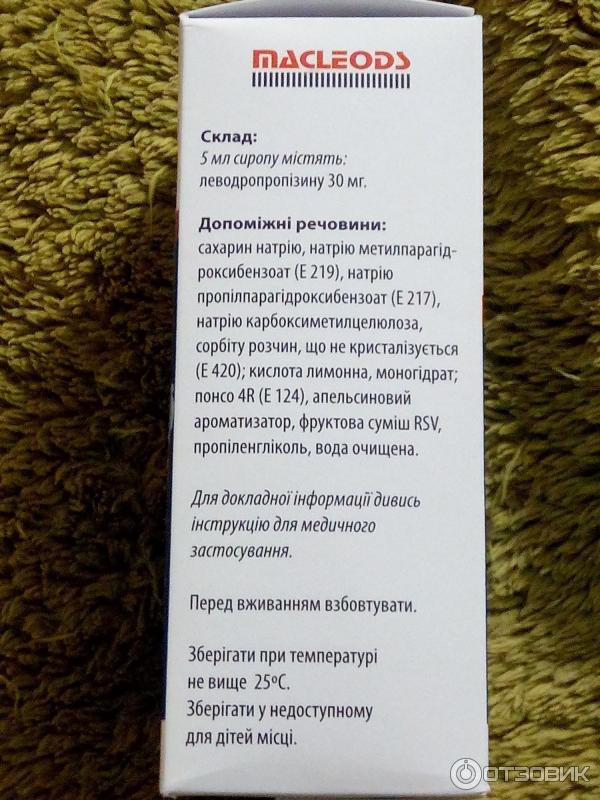 MACLEODS
Склад:
5 мл сиропу містять:
леводропропізину 30 мг.
Допоміжні речовини:
сахарин натрію, натрію метилпарагід-
роксибензоат (Е 219), натрію
пропілпарагідроксибензоат (Е 217),
натрію карбоксиметилцелюлоза,
сорбіту розчин, що не кристалізується
(Е 420); кислота лимонна, моногідрат;
понсо 4R (Е 124), апельсиновий
ароматизатор, фруктова суміш RSV,
пропіленгліколь, вода очищена.
Для докладної інформації дивись
інструкцію для медичного
застосування.
Перед вживанням взбовтувати.
Зберігати при температурі
не вище 25ºС.
Зберігати у недоступному
для дітей місці.
ОТЗОВИК